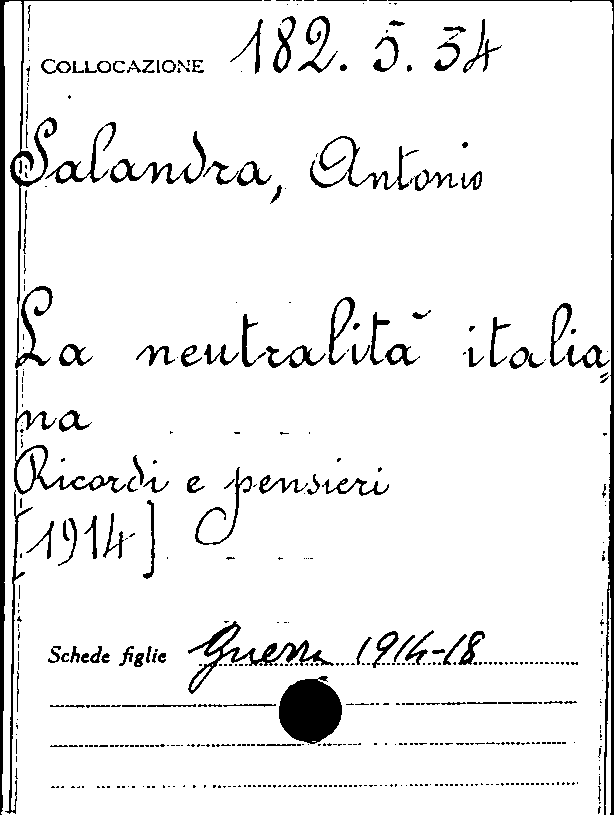 COLLOCAZIONE 182. 5. 34
Salandra, Antonio
La neutralità italia=
na
Ricordi e pensieri
[1914]
Schede figlie Guerra 1914-18